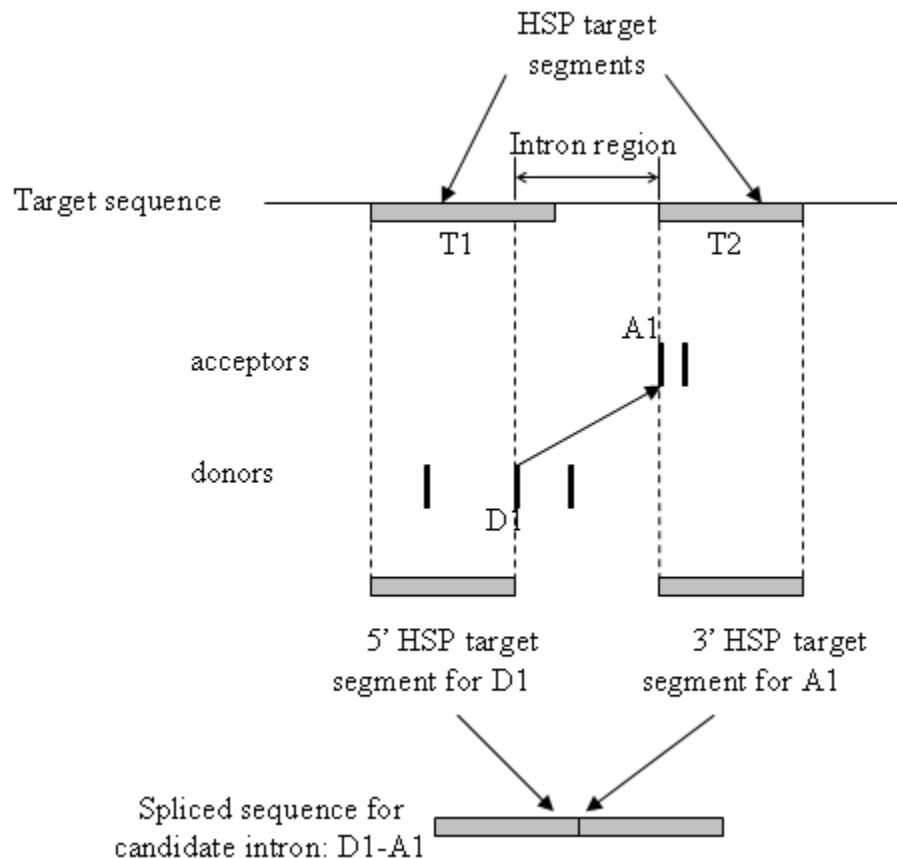 HSP target
segments
Intron region
Target sequence
T1
T2
A1
acceptors
donors
D1
5’ HSP target
segment for D1
3’ HSP target
segment for A1
Spliced sequence for
candidate intron: D1-A1